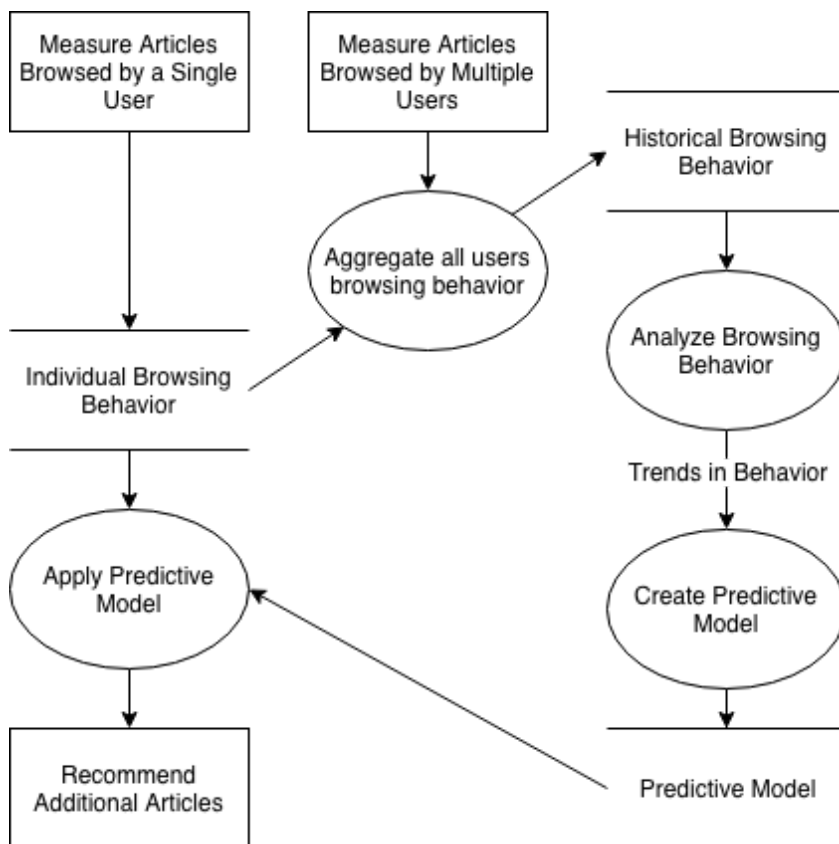 Measure Articles
Browsed by a Single
User
Measure Articles
Browsed by Multiple
Users
Historical Browsing
Behavior
Aggregate all users
browsing behavior
Analyze Browsing
Behavior
Individual Browsing
Behavior
Trends in Behavior
Apply Predictive
Model
Create Predictive
Model
Recommend
Additional Articles
Predictive Model